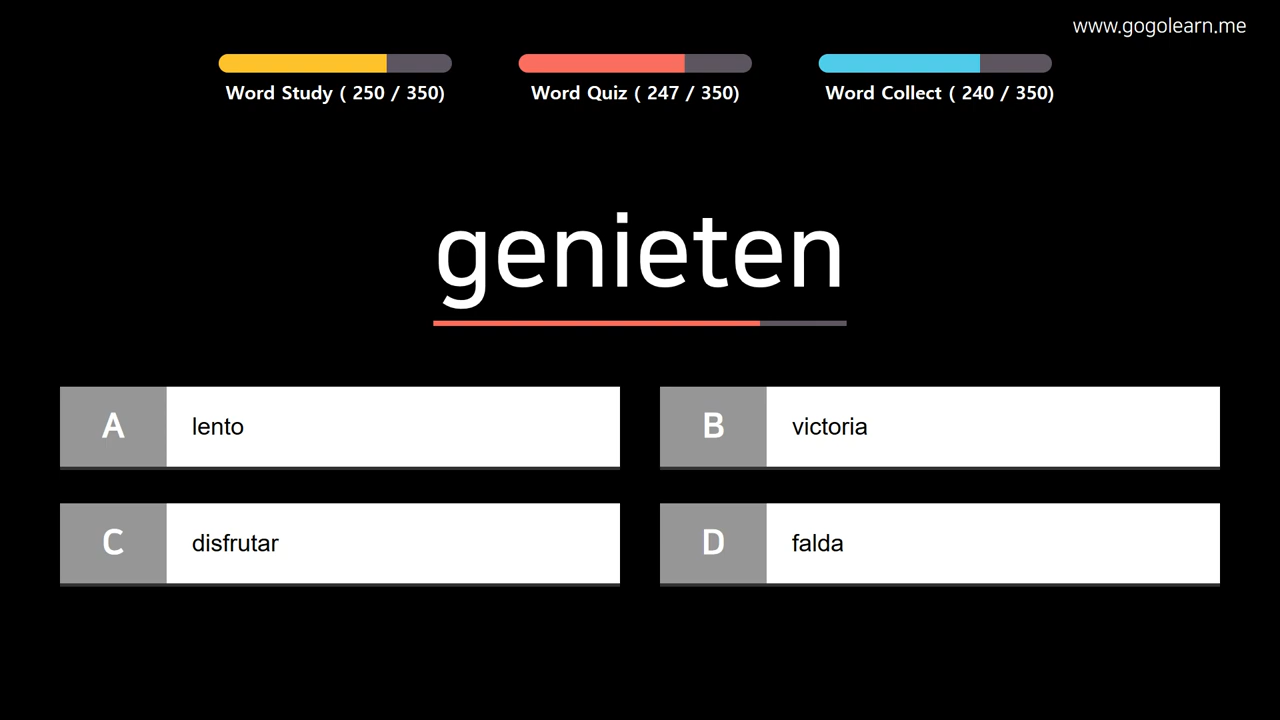 www.gogolearn.me
Word Study ( 250 / 350)
Word Quiz ( 247 / 350)
Word Collect ( 240 / 350)
genieten
A lento
B victoria
C disfrutar
D falda